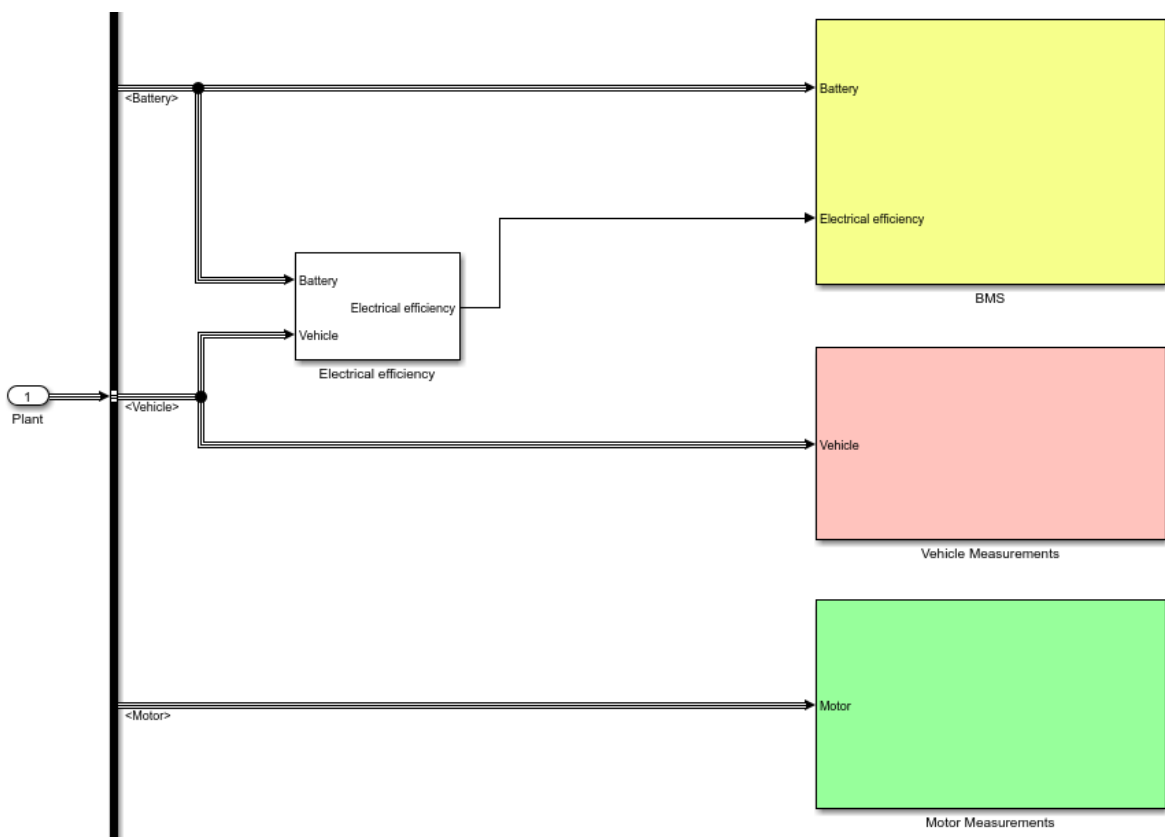 <Battery>
Battery
Electrical efficiency
BMS
Battery
Electrical efficiency
Vehicle
Electrical efficiency
1
Plant
<Vehicle>
Vehicle
Vehicle Measurements
<Motor>
Motor
Motor Measurements